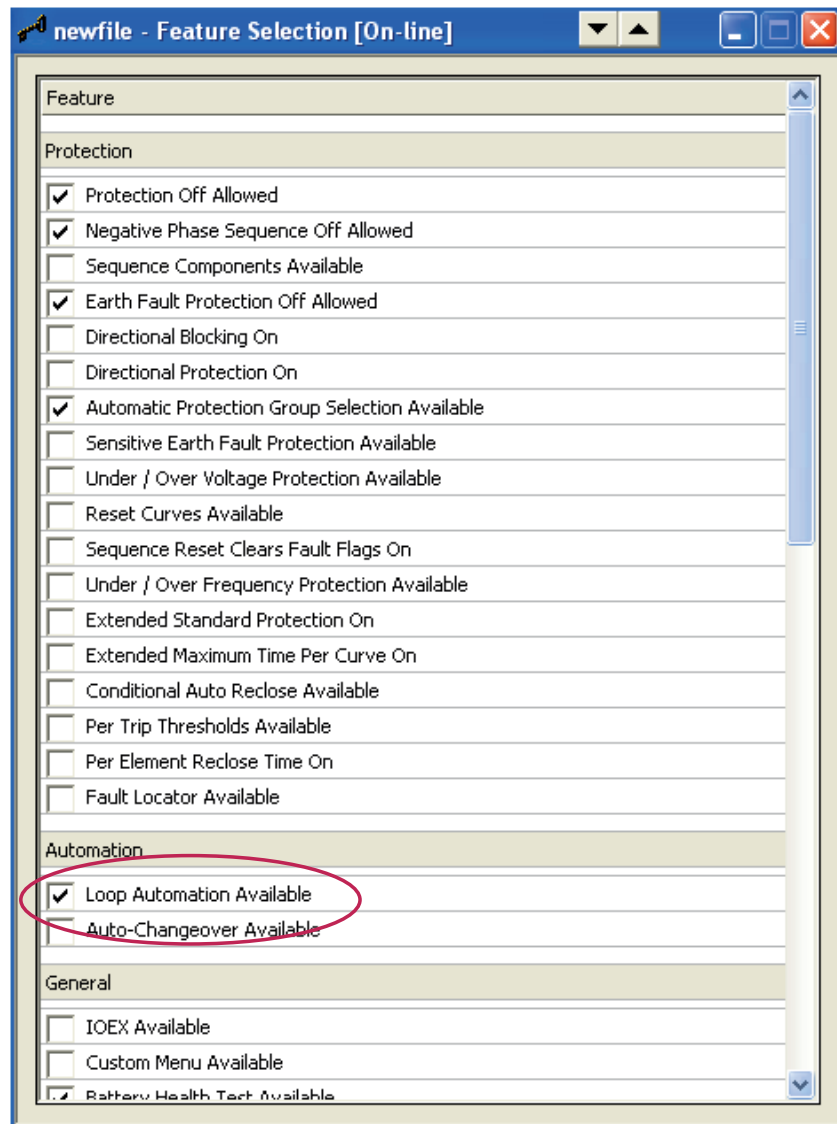 newfile - Feature Selection [On-line]
Feature
Protection
Protection Off Allowed
Negative Phase Sequence Off Allowed
Sequence Components Available
Earth Fault Protection Off Allowed
Directional Blocking On
Directional Protection On
Automatic Protection Group Selection Available
Sensitive Earth Fault Protection Available
Under / Over Voltage Protection Available
Reset Curves Available
Sequence Reset Clears Fault Flags On
Under / Over Frequency Protection Available
Extended Standard Protection On
Extended Maximum Time Per Curve On
Conditional Auto Reclose Available
Per Trip Thresholds Available
Per Element Reclose Time On
Fault Locator Available
Automation
Loop Automation Available
Auto-Changeover Available
General
IOEX Available
Custom Menu Available
Battery Health Test Available